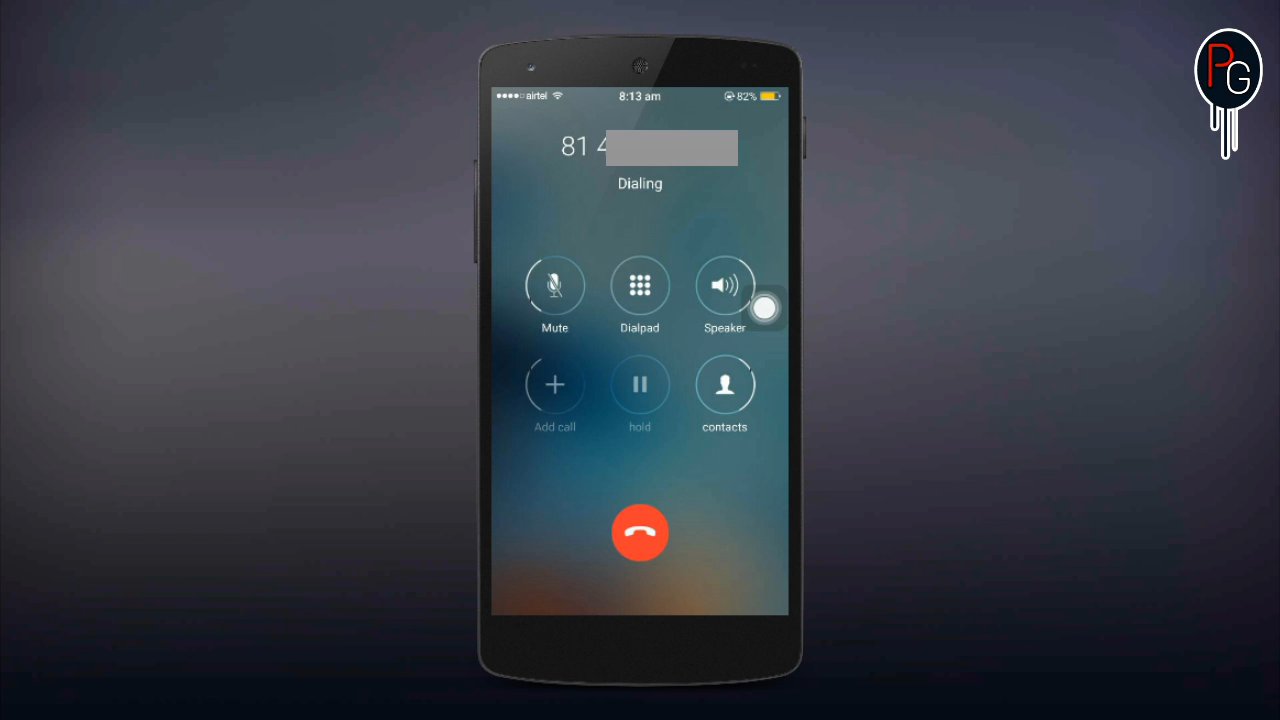 PG
airtel 8:13 am 82%
81 4
Dialing
Mute Dialpad Speaker
Add call hold contacts